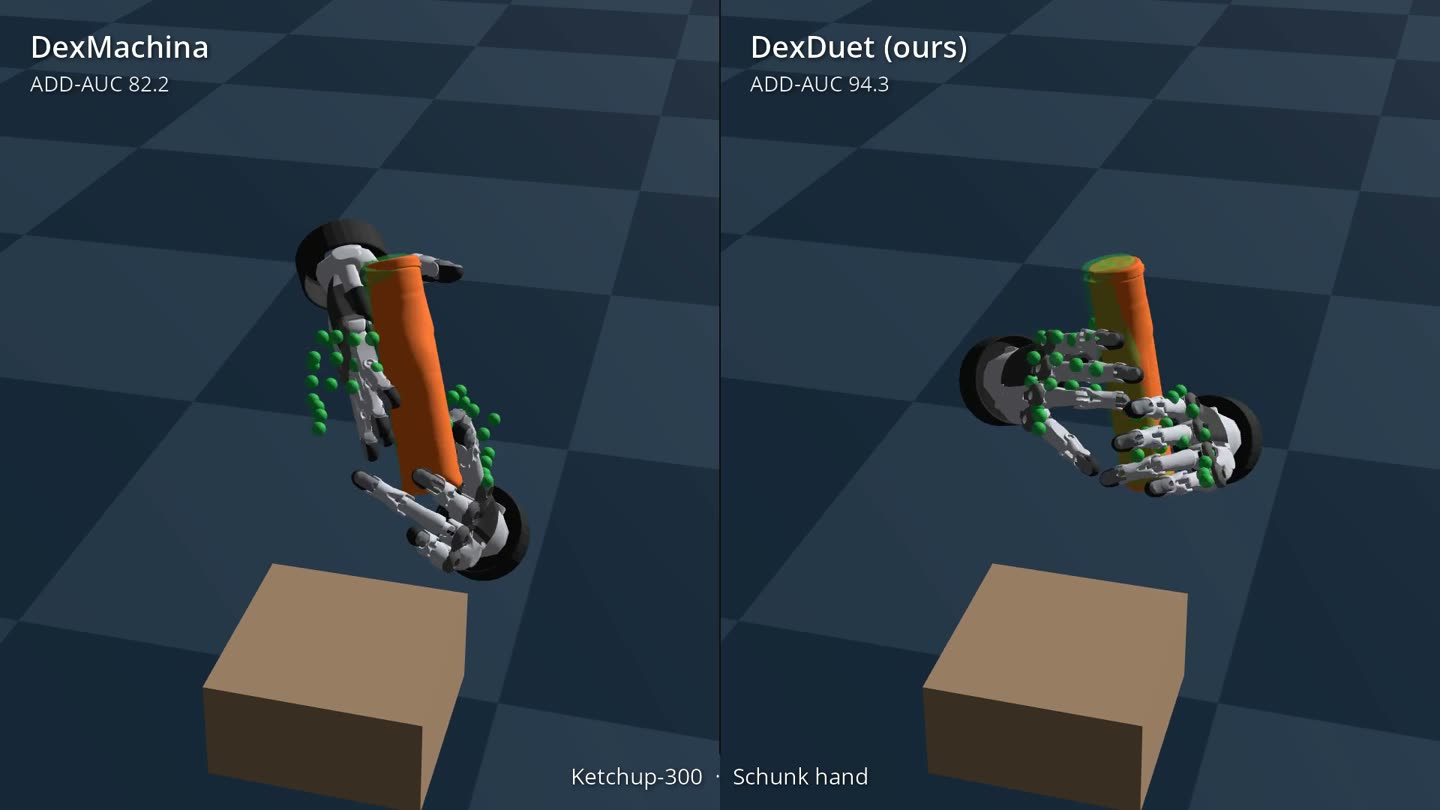 DexMachina
ADD-AUC 82.2
DexDuet (ours)
ADD-AUC 94.3
Ketchup-300 · Schunk hand